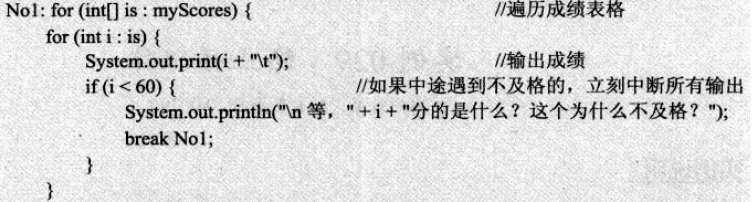 No1: for (int[] is : myScores) { //遍历成绩表格
for (int i : is) {
System.out.print(i + "\t"); //输出成绩
if (i < 60) { //如果中途遇到不及格的，立刻中断所有输出
System.out.println("\n 等，" + i + "分的是什么？这个为什么不及格？");
break No1;
}
}